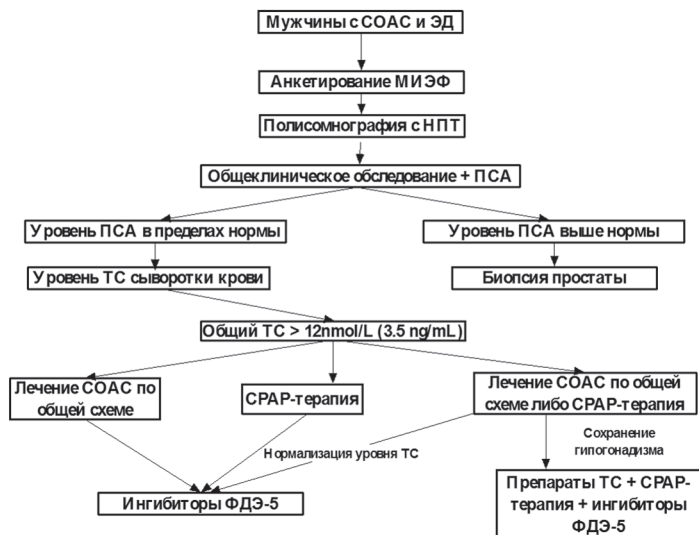 Мужчины с СОАС и ЭД
Анкетирование МИЭФ
Полисомнография с НПТ
Общеклиническое обследование + ПСА
Уровень ПСА в пределах нормы
Уровень ПСА выше нормы
Уровень ТС сыворотки крови
Биопсия простаты
Общий ТС > 12nmol/L (3.5 ng/mL)
Лечение СОАС по
общей схеме
СРАР-терапия
Лечение СОАС по общей
схеме либо СРАР-терапия
Нормализация уровня ТС
Сохранение
гипогонадизма
Ингибиторы ФДЭ-5
Препараты ТС + СРАР-
терапия + ингибиторы
ФДЭ-5